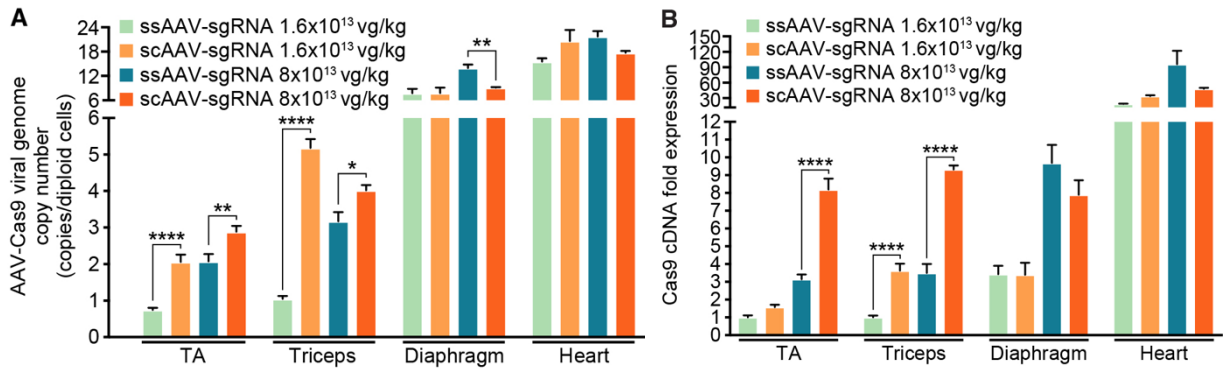 A
AAV-Cas9 viral genome
copy number
(copies/diploid cells)
ssAAV-sgRNA 1.6x10¹³ vg/kg
scAAV-sgRNA 1.6x10¹³ vg/kg
ssAAV-sgRNA 8x10¹³ vg/kg
scAAV-sgRNA 8x10¹³ vg/kg
24
18
12
6
6
5
4
3
2
1
0
****
**
****
*
**
TA
Triceps
Diaphragm
Heart
B
Cas9 cDNA fold expression
ssAAV-sgRNA 1.6x10¹³ vg/kg
scAAV-sgRNA 1.6x10¹³ vg/kg
ssAAV-sgRNA 8x10¹³ vg/kg
scAAV-sgRNA 8x10¹³ vg/kg
150
120
90
60
30
12
11
10
9
8
7
6
5
4
3
2
1
0
****
****
****
TA
Triceps
Diaphragm
Heart